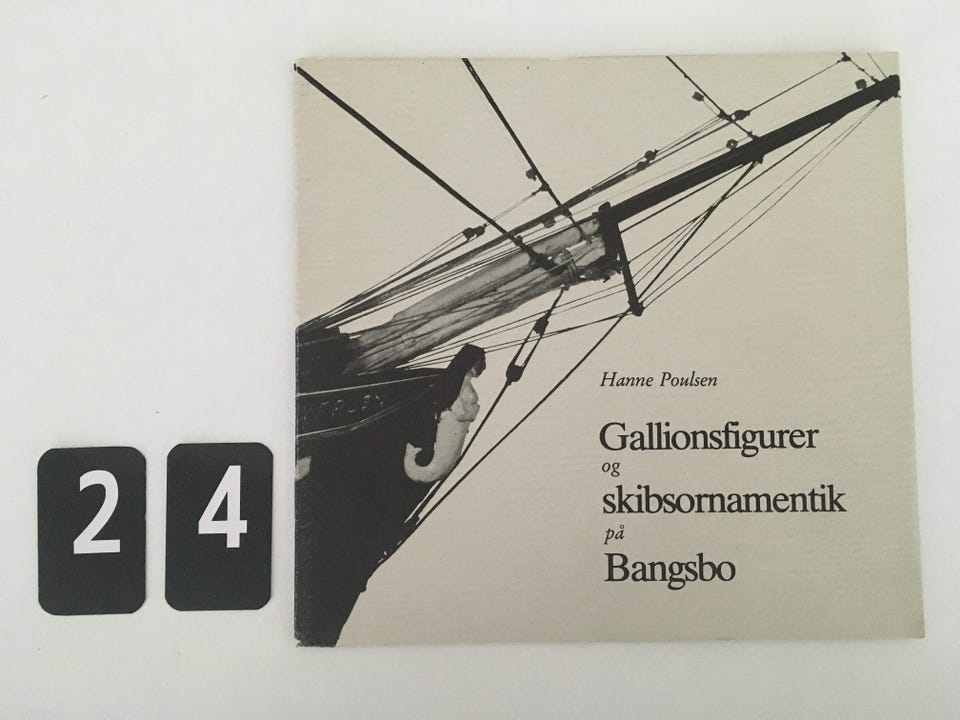 Hanne Poulsen
Gallionsfigurer
og
skibsornamentik
på
Bangsbo
2 4